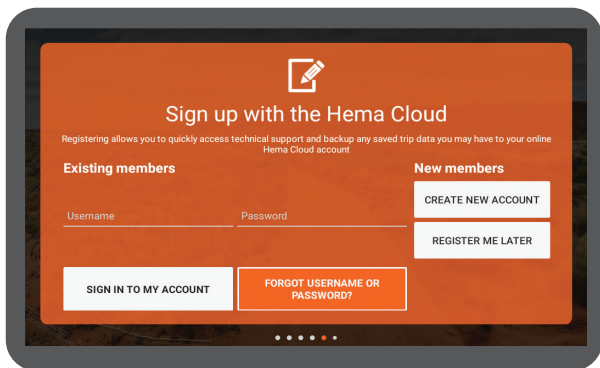 Sign up with the Hema Cloud
Registering allows you to quickly access technical support and backup any saved trip data you may have to your online
Hema Cloud account
Existing members
New members
Username
Password
CREATE NEW ACCOUNT
REGISTER ME LATER
SIGN IN TO MY ACCOUNT
FORGOT USERNAME OR
PASSWORD?